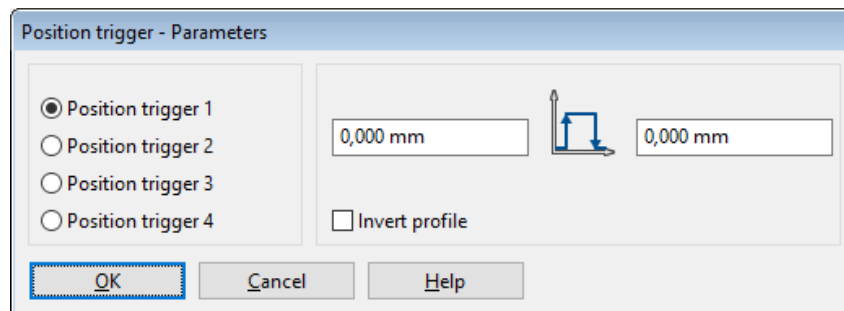 Position trigger - Parameters
Position trigger 1
Position trigger 2
Position trigger 3
Position trigger 4
0,000 mm
0,000 mm
Invert profile
OK
Cancel
Help